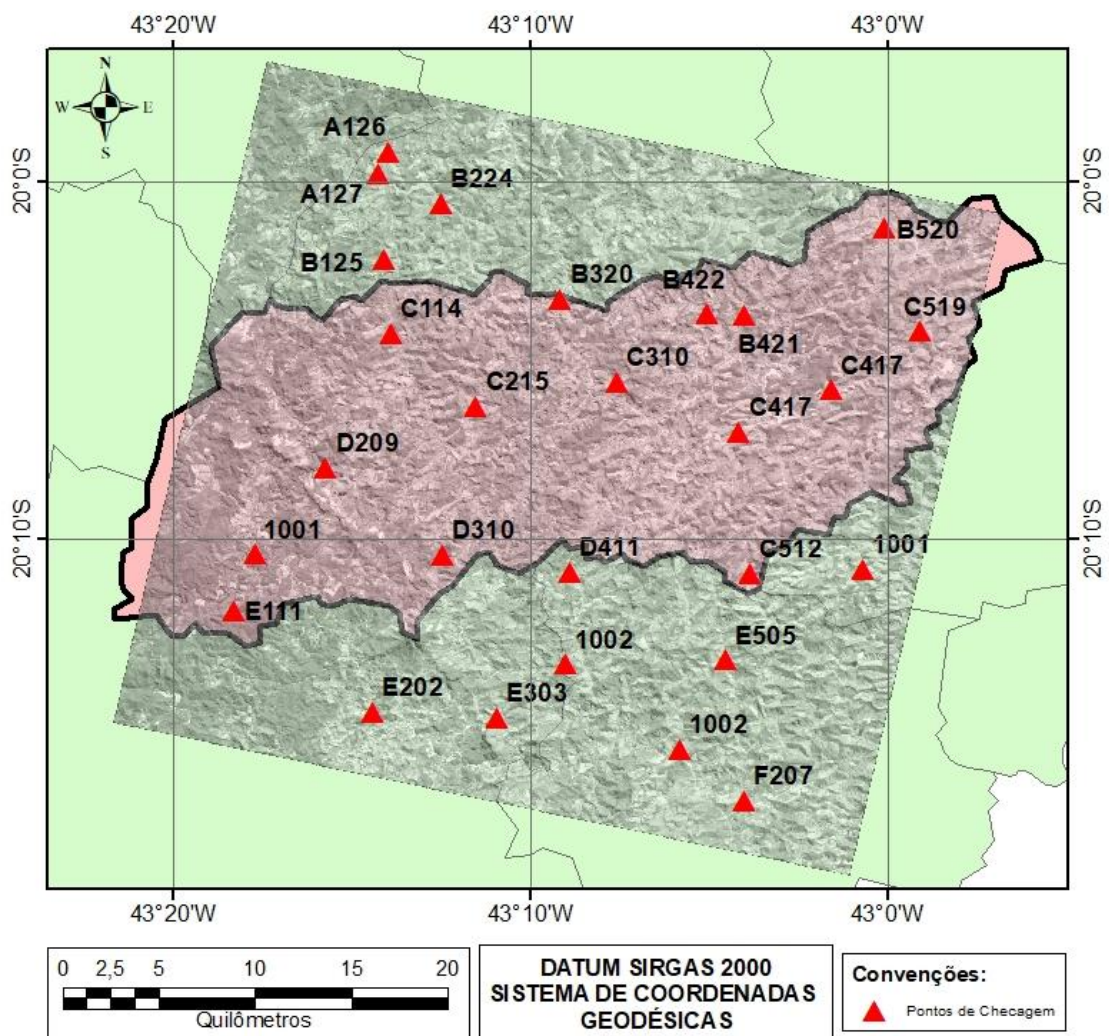 43°20'W 43°10'W 43°0'W
N
W E
S
A126
20°0'S
20°0'S
A127
B224
B520
B125
B320
B422
C114
C519
B421
C310
C417
C215
C417
D209
1001
D310
20°10'S
20°10'S
D411
C512
1001
E111
1002
E505
E202
E303
1002
F207
43°20'W 43°10'W 43°0'W
0 2,5 5 10 15 20
Quilômetros
DATUM SIRGAS 2000
SISTEMA DE COORDENADAS
GEODÉSICAS
Convenções:
Pontos de Checagem